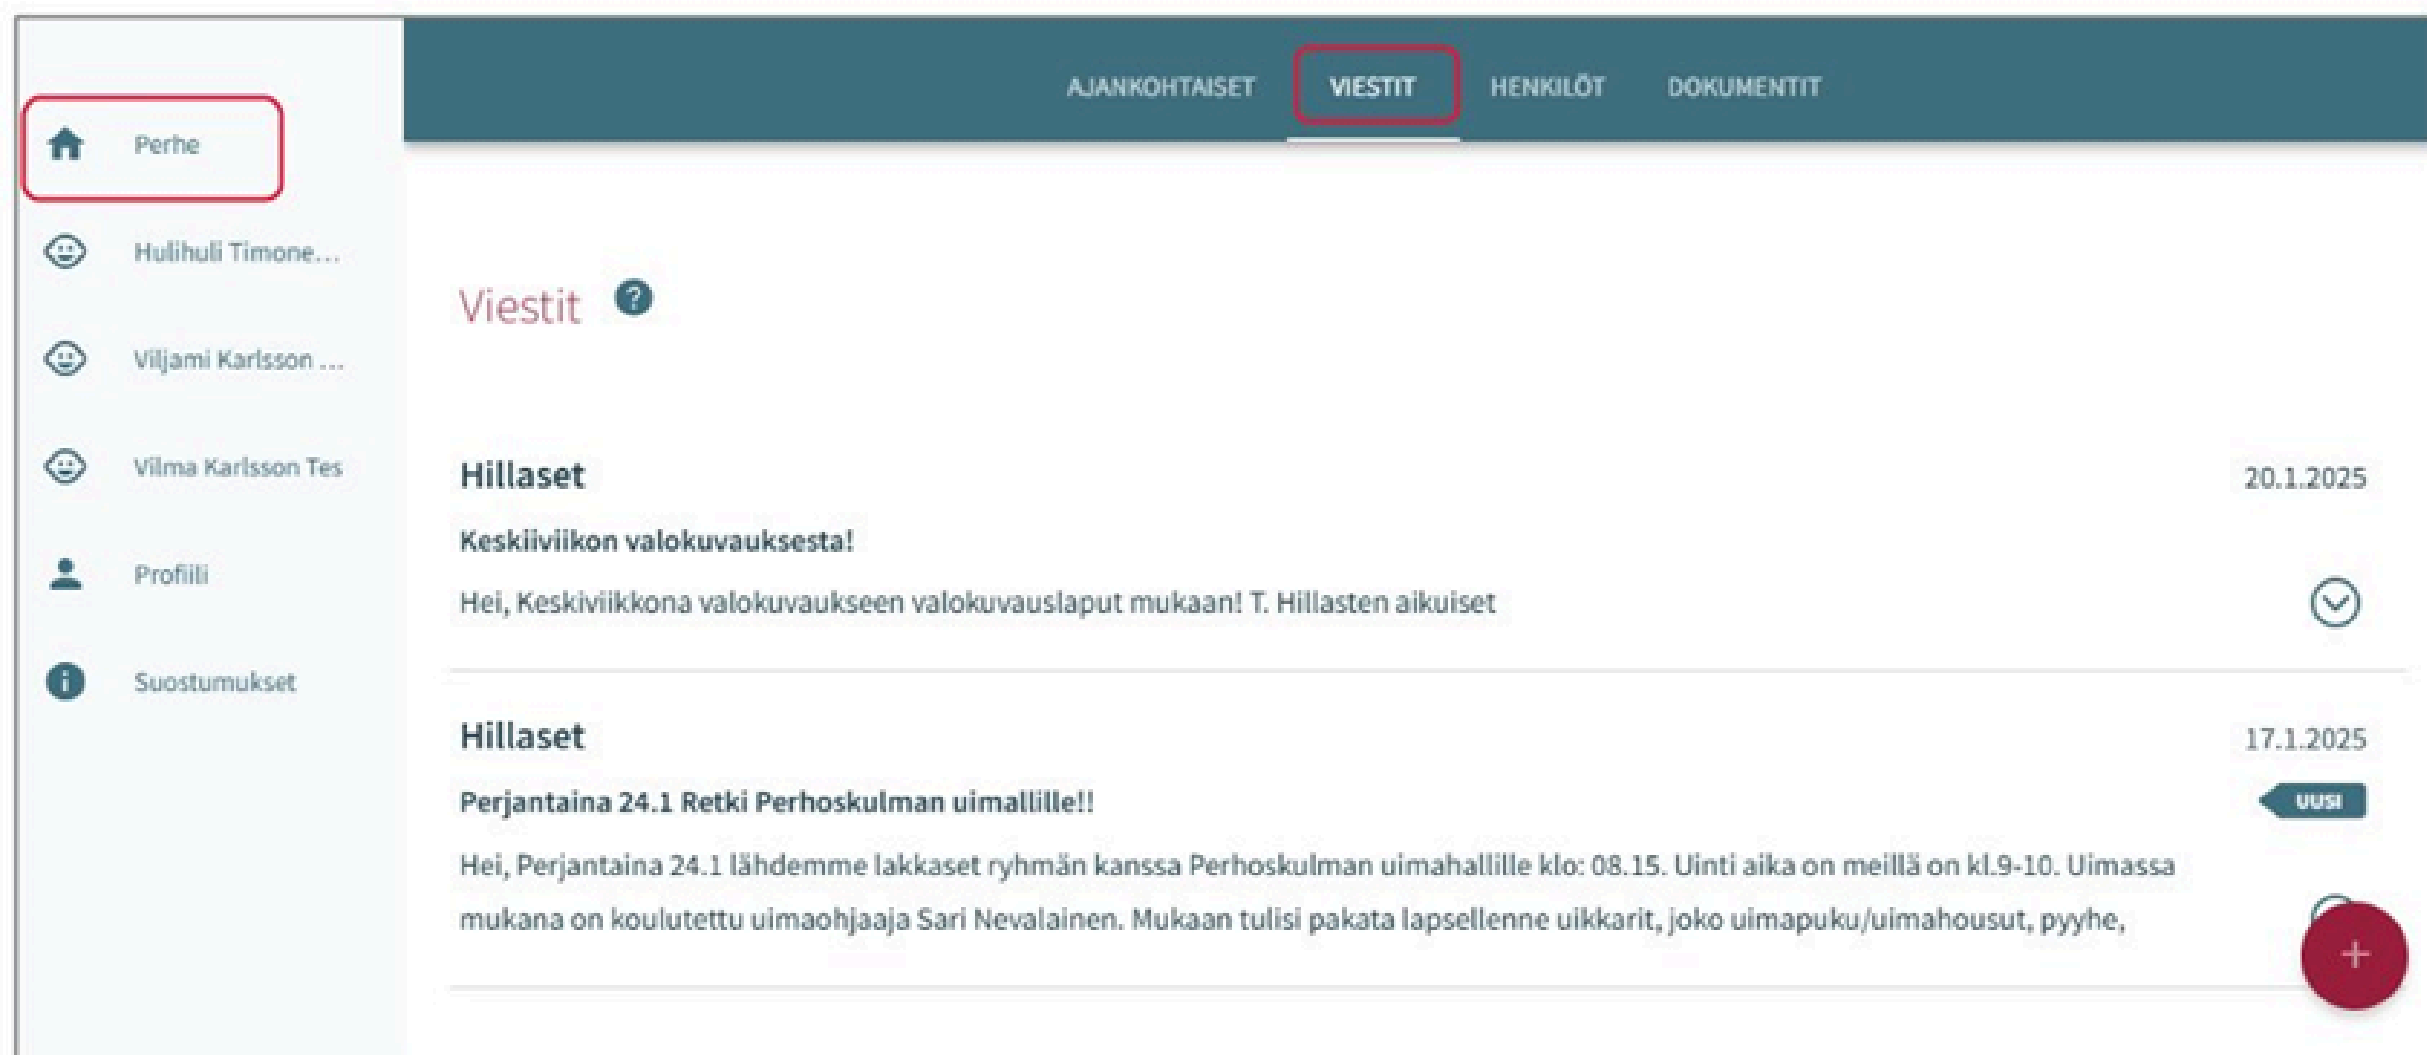 AJANKOHTAISET VIESTIT HENKILÖT DOKUMENTIT
Perhe
Hulihuli Timone...
Viljami Karlsson ...
Vilma Karlsson Tes
Profiili
Suostumukset
Viestit ?
Hillaset 20.1.2025
Keskiiviikon valokuvauksesta!
Hei, Keskiviikkona valokuvaukseen valokuvauslaput mukaan! T. Hillasten aikuiset
Hillaset 17.1.2025
Perjantaina 24.1 Retki Perhoskulman uimallille!! UUSI
Hei, Perjantaina 24.1 lähdemme lakkaset ryhmän kanssa Perhoskulman uimahallille klo: 08.15. Uinti aika on meillä on kl.9-10. Uimassa
mukana on koulutettu uimaohjaaja Sari Nevalainen. Mukaan tulisi pakata lapsellenne uikkarit, joko uimapuku/uimahousut, pyyhe,
+